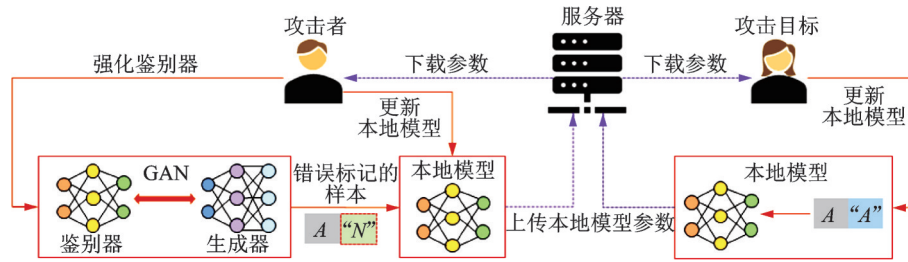 服务器
攻击者
攻击目标
强化鉴别器
下载参数
下载参数
更新
本地模型
更新
本地模型
GAN
鉴别器
生成器
错误标记的
样本
A "N"
本地模型
上传本地模型参数
本地模型
A "A"